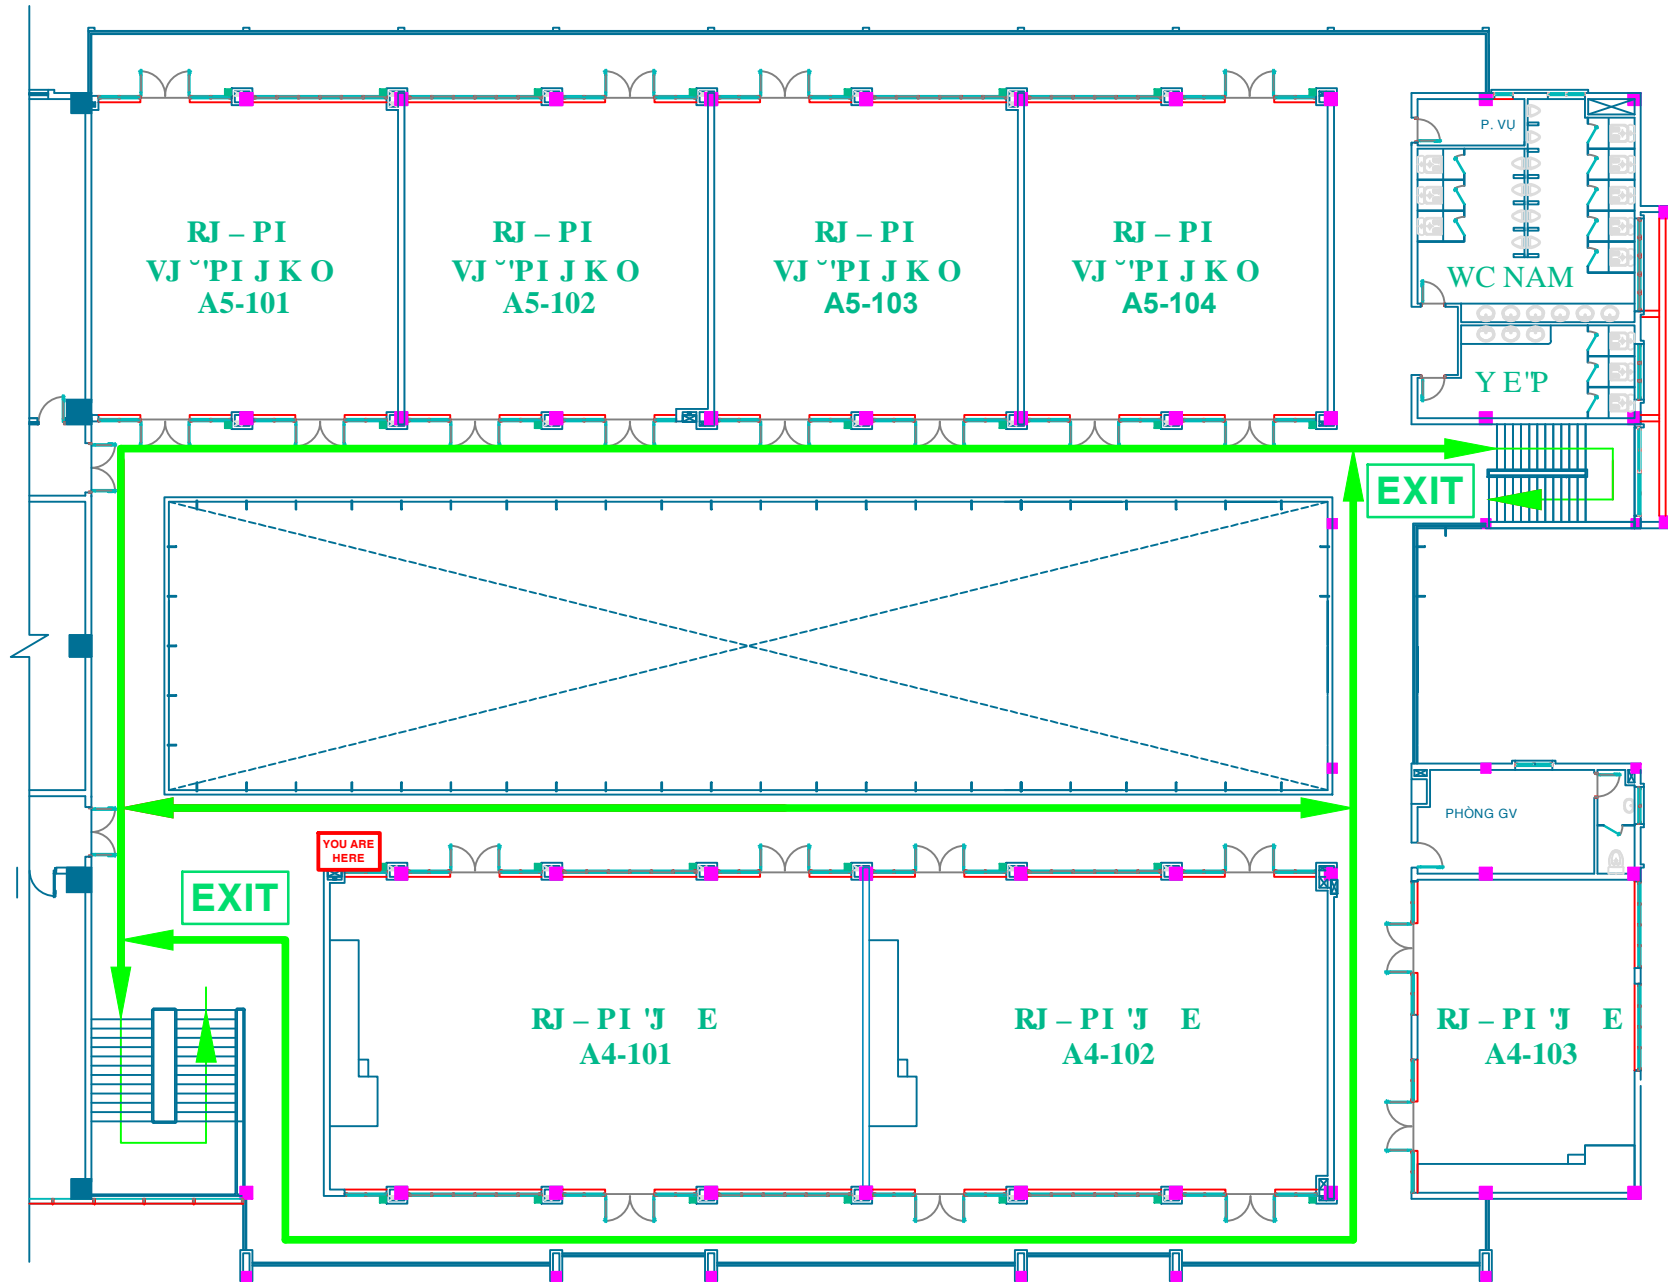 P. VỤ
RJ – PI
VJ ˘'PI J K O
A5-101
RJ – PI
VJ ˘'PI J K O
A5-102
RJ – PI
VJ ˘'PI J K O
A5-103
RJ – PI
VJ ˘'PI J K O
A5-104
WC NAM
Y E'P
EXIT
PHÒNG GV
YOU ARE
HERE
EXIT
RJ – PI 'J E
A4-101
RJ – PI 'J E
A4-102
RJ – PI 'J E
A4-103